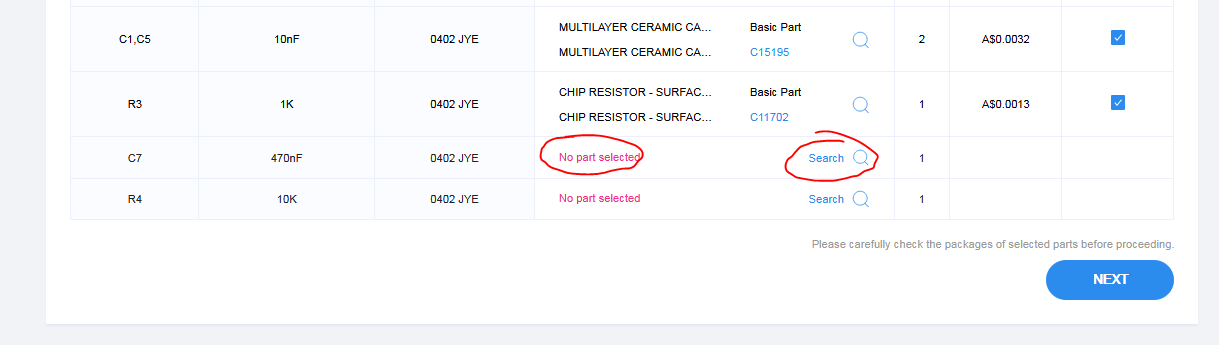 MULTILAYER CERAMIC CA... Basic Part
C1,C5 10nF 0402 JYE 2 A$0.0032
MULTILAYER CERAMIC CA... C15195
CHIP RESISTOR - SURFAC... Basic Part
R3 1K 0402 JYE 1 A$0.0013
CHIP RESISTOR - SURFAC... C11702
C7 470nF 0402 JYE No part selected Search 1
R4 10K 0402 JYE No part selected Search 1
Please carefully check the packages of selected parts before proceeding.
NEXT